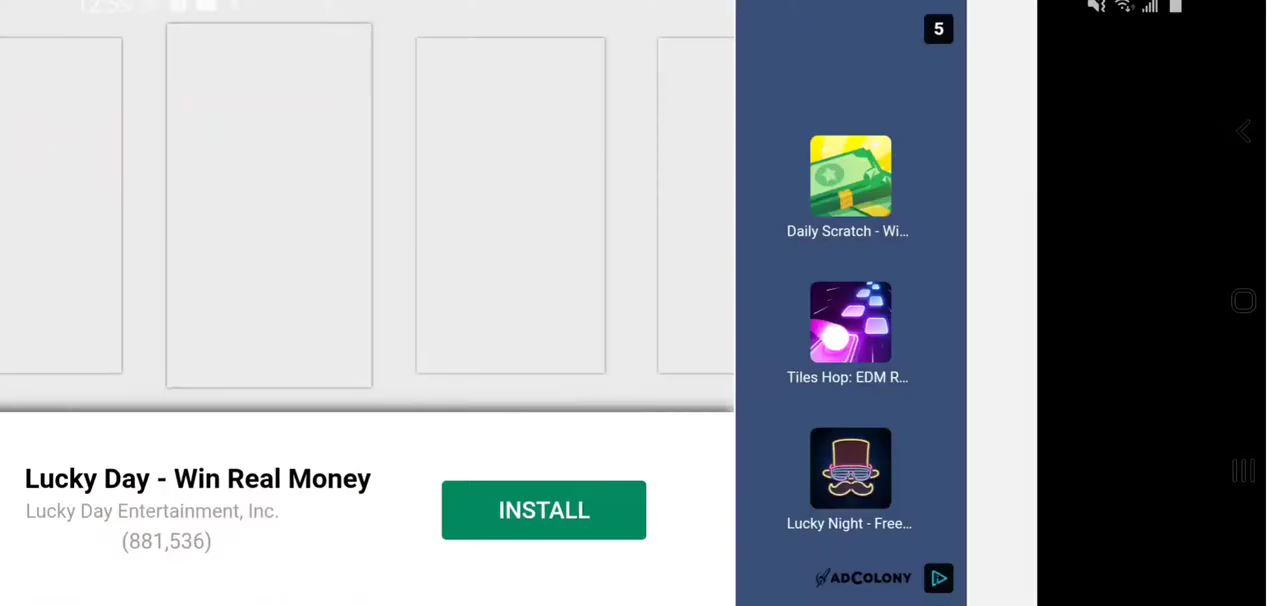 Lucky Day - Win Real Money
Lucky Day Entertainment, Inc.
(881,536)
INSTALL
5
Daily Scratch - Wi...
Tiles Hop: EDM R...
Lucky Night - Free...
ADCOLONY